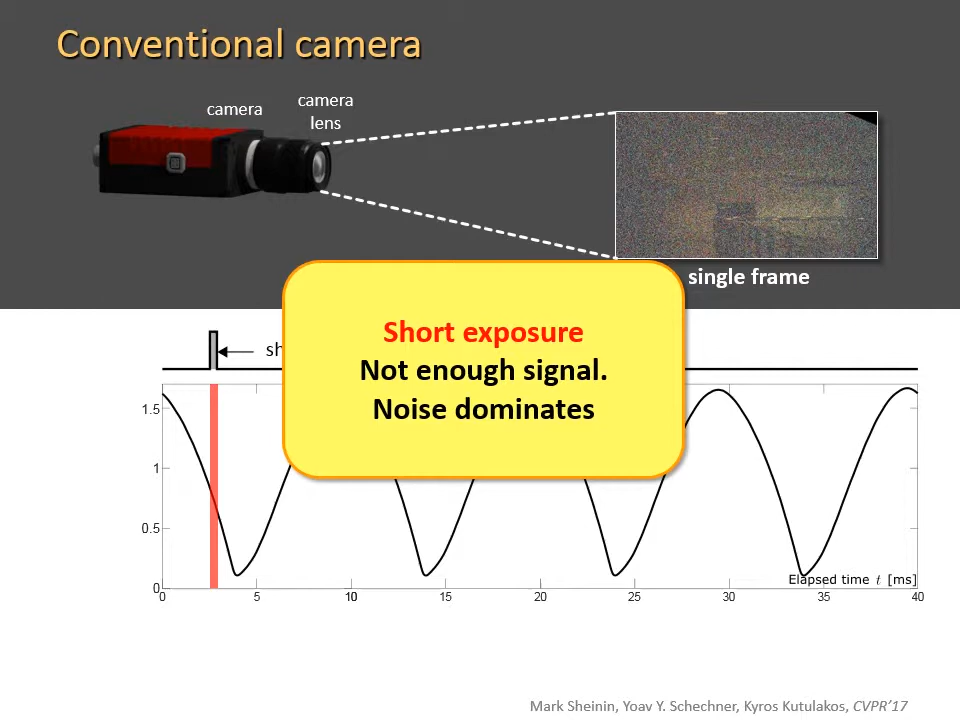 Conventional camera
camera
camera
lens
single frame
Short exposure
Not enough signal.
Noise dominates
1.5
1
0.5
0
0 5 10 15 20 25 30 35 40
Elapsed time t [ms]
Mark Sheinin, Yoav Y. Schechner, Kyros Kutulakos, CVPR’17